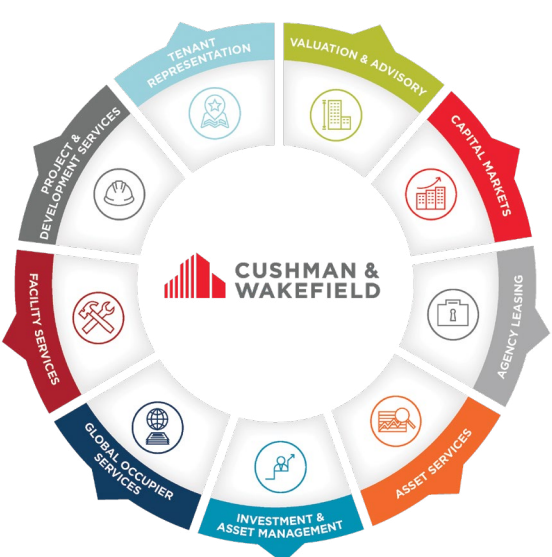 TENANT
REPRESENTATION
VALUATION & ADVISORY
CAPITAL MARKETS
AGENCY LEASING
ASSET SERVICES
INVESTMENT &
ASSET MANAGEMENT
GLOBAL OCCUPIER
SERVICES
FACILITY SERVICES
PROJECT &
DEVELOPMENT SERVICES
CUSHMAN &
WAKEFIELD